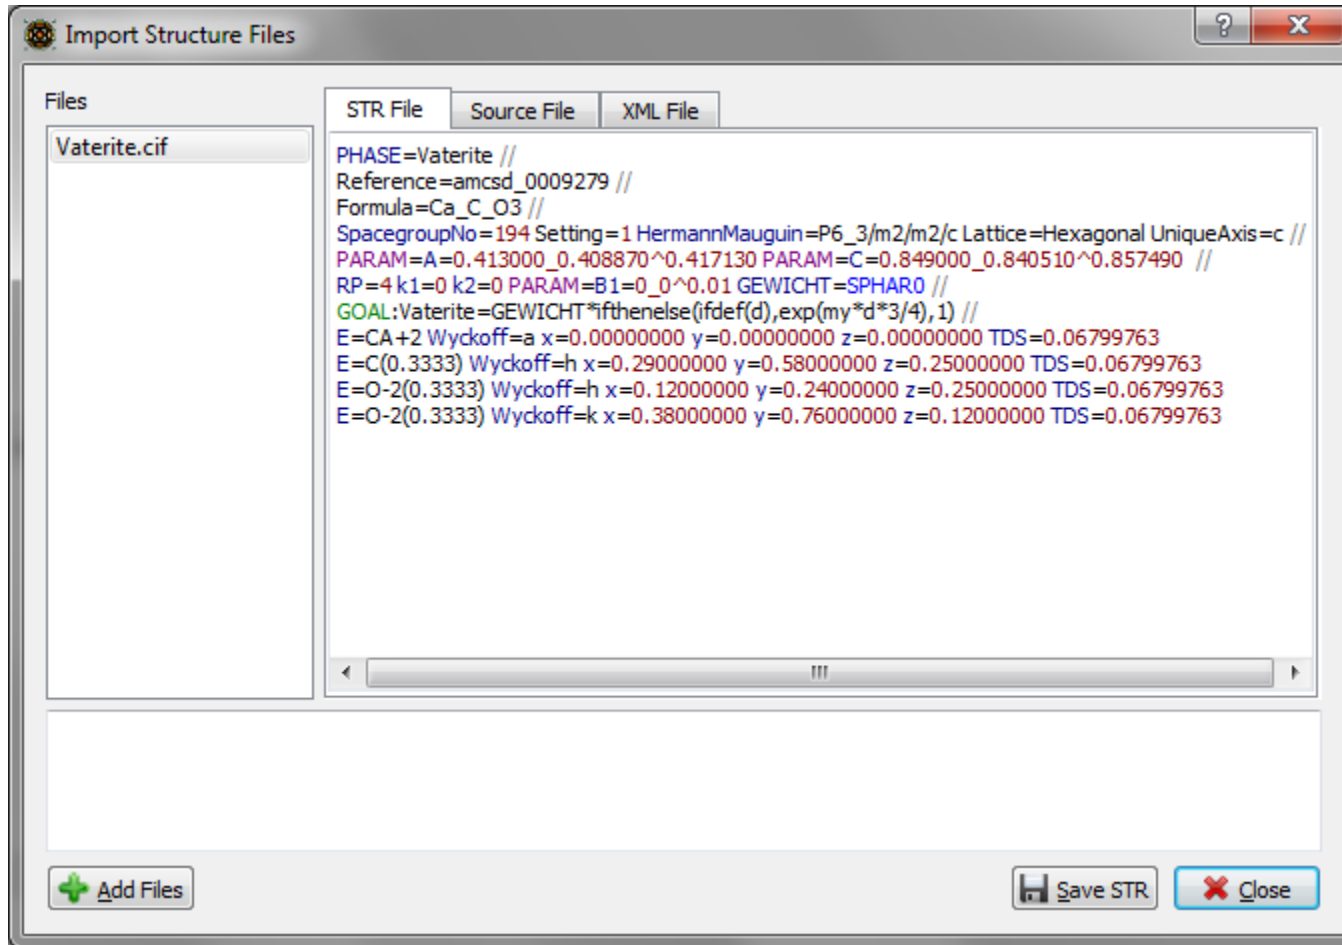 Import Structure Files
Files
STR File
Source File
XML File
Vaterite.cif
PHASE=Vaterite //
Reference=amcsd_0009279 //
Formula=Ca_C_O3 //
SpacegroupNo=194 Setting=1 HermannMauguin=P6_3/m2/m2/c Lattice=Hexagonal UniqueAxis=c //
PARAM=A=0.413000_0.408870^0.417130 PARAM=C=0.849000_0.840510^0.857490 //
RP=4 k1=0 k2=0 PARAM=B1=0_0^0.01 GEWICHT=SPHAR0 //
GOAL:Vaterite=GEWICHT*ifthenelse(ifdef(d),exp(my*d*3/4),1) //
E=CA+2 Wyckoff=a x=0.00000000 y=0.00000000 z=0.00000000 TDS=0.06799763
E=C(0.3333) Wyckoff=h x=0.29000000 y=0.58000000 z=0.25000000 TDS=0.06799763
E=O-2(0.3333) Wyckoff=h x=0.12000000 y=0.24000000 z=0.25000000 TDS=0.06799763
E=O-2(0.3333) Wyckoff=k x=0.38000000 y=0.76000000 z=0.12000000 TDS=0.06799763
Add Files
Save STR
Close